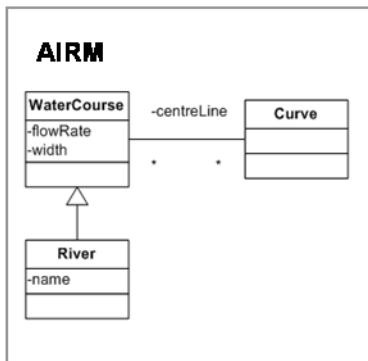 AIRM
WaterCourse
-flowRate
-width
-centreLine
* *
Curve
River
-name